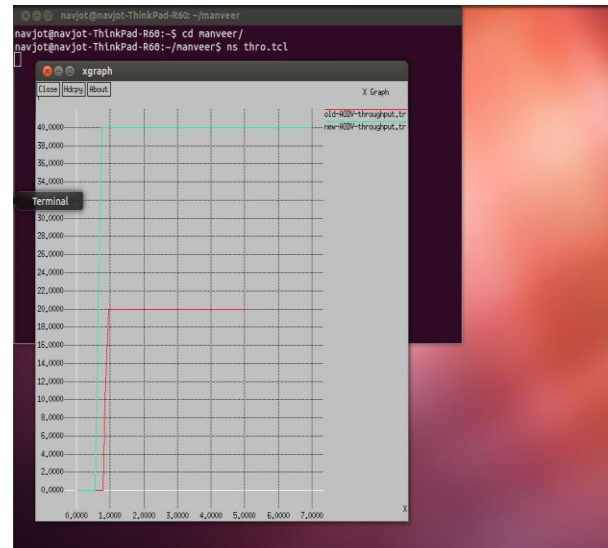 navjot@navjot-ThinkPad-R60: ~/manveer
navjot@navjot-ThinkPad-R60:~$ cd manveer/
navjot@navjot-ThinkPad-R60:~/manveer$ ns thro.tcl
xgraph
Close Hdcpy About
X Graph
old-AODV-throughput.tr
new-AODV-throughput.tr
40.0000
38.0000
36.0000
34.0000
Terminal
30.0000
28.0000
26.0000
24.0000
22.0000
20.0000
18.0000
16.0000
14.0000
12.0000
10.0000
8.0000
6.0000
4.0000
2.0000
0.0000
X
0.0000 1.0000 2.0000 3.0000 4.0000 5.0000 6.0000 7.0000